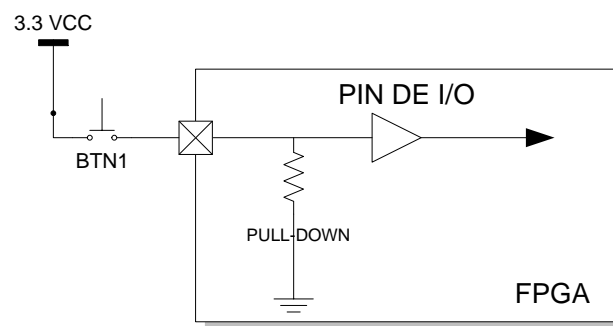 3.3 VCC
PIN DE I/O
BTN1
PULL-DOWN
FPGA